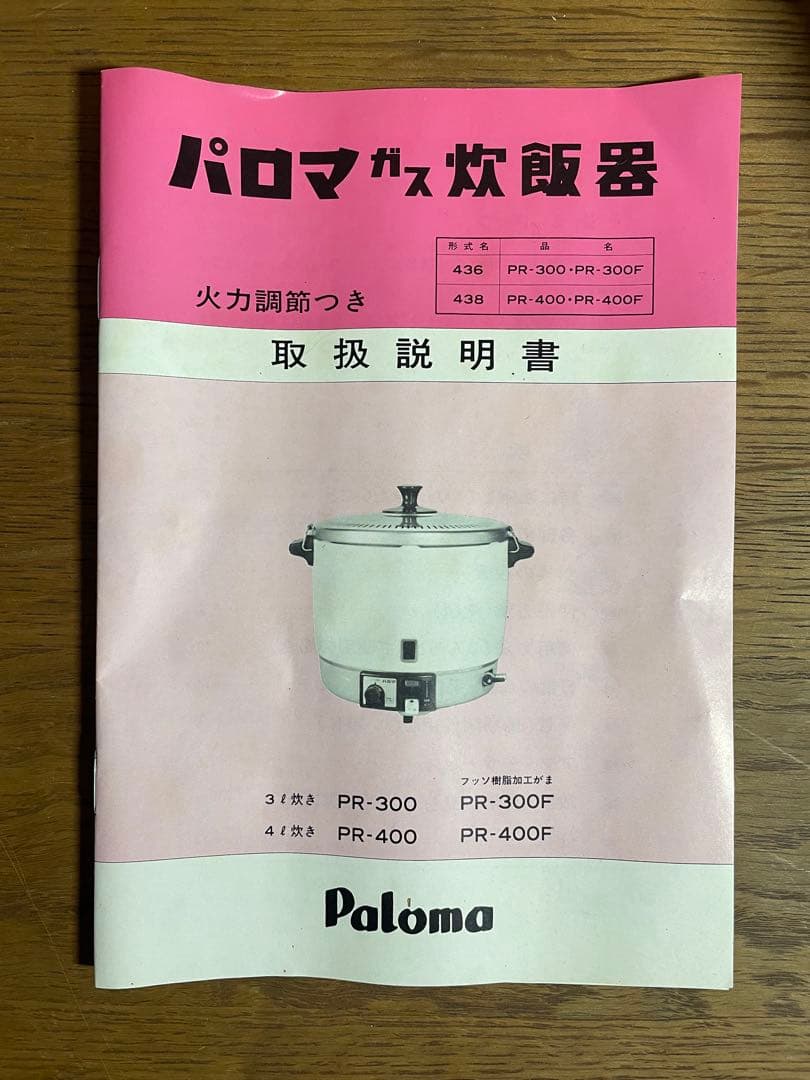 パロマガス炊飯器
形式名 品名
436 PR-300・PR-300F
438 PR-400・PR-400F
火力調節つき
取扱説明書
フッソ樹脂加工がま
3ℓ炊き PR-300 PR-300F
4ℓ炊き PR-400 PR-400F
Paloma